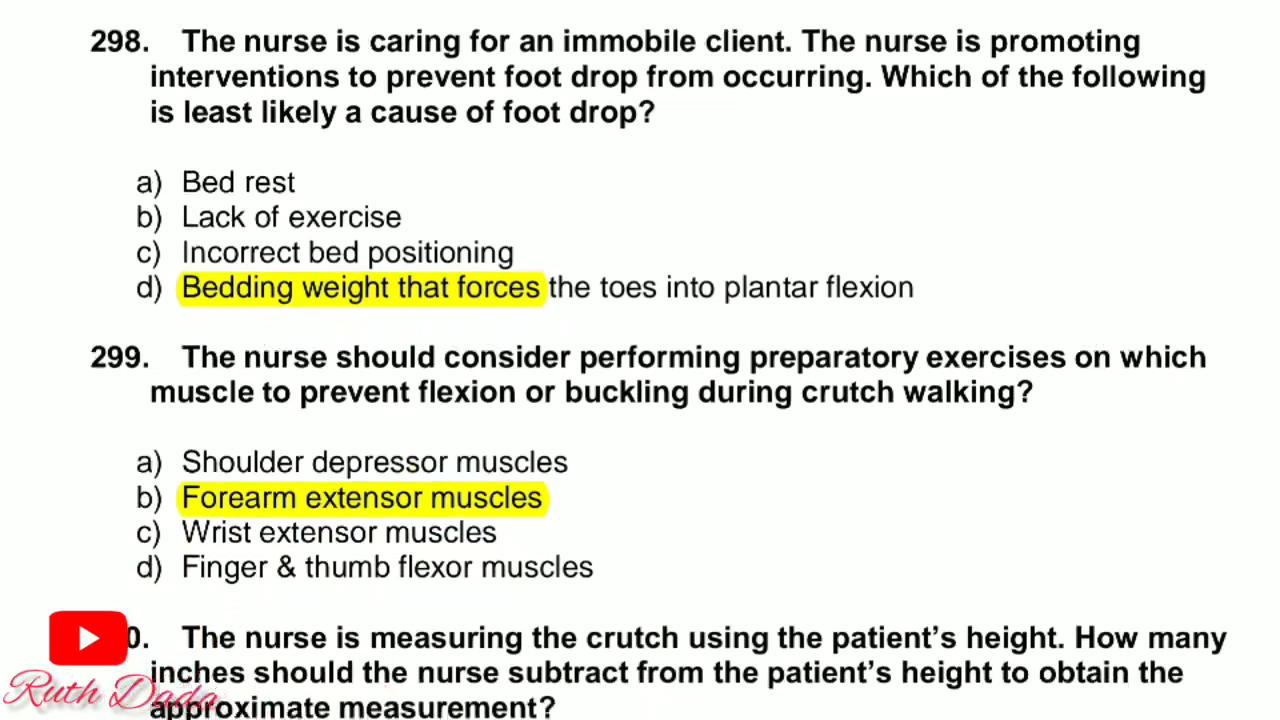 298. The nurse is caring for an immobile client. The nurse is promoting
interventions to prevent foot drop from occurring. Which of the following
is least likely a cause of foot drop?
a) Bed rest
b) Lack of exercise
c) Incorrect bed positioning
d) Bedding weight that forces the toes into plantar flexion
299. The nurse should consider performing preparatory exercises on which
muscle to prevent flexion or buckling during crutch walking?
a) Shoulder depressor muscles
b) Forearm extensor muscles
c) Wrist extensor muscles
d) Finger & thumb flexor muscles
0. The nurse is measuring the crutch using the patient’s height. How many
inches should the nurse subtract from the patient’s height to obtain the
approximate measurement?
Ruth Dada